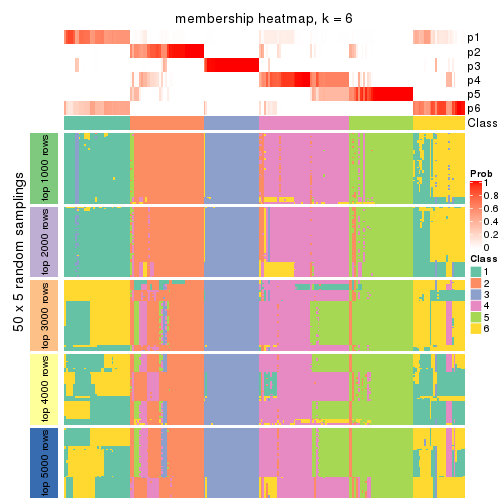 membership heatmap, k = 6
p1
p2
p3
p4
p5
p6
Class
50 x 5 random samplings
top 1000 rows
top 2000 rows
top 3000 rows
top 4000 rows
top 5000 rows
Prob
1
0.8
0.6
0.4
0.2
0
Class
1
2
3
4
5
6